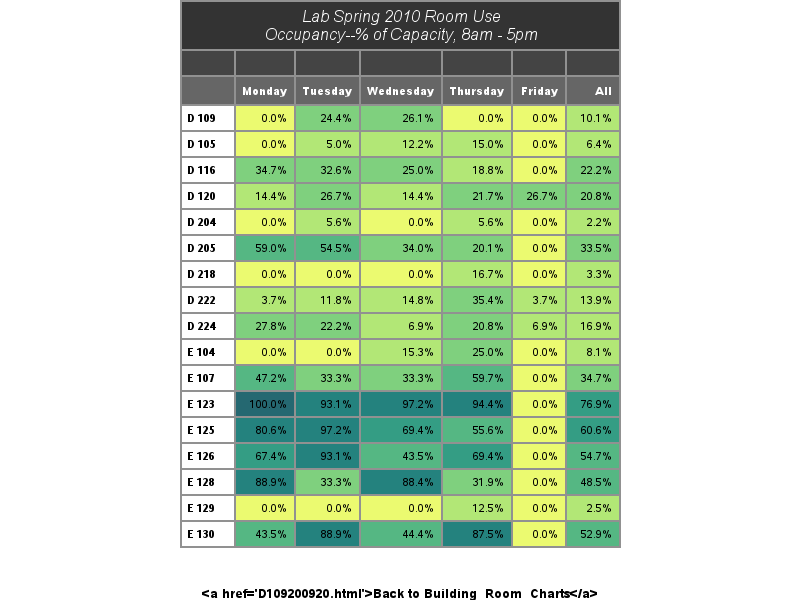 Lab Spring 2010 Room Use
Occupancy--% of Capacity, 8am - 5pm
Monday Tuesday Wednesday Thursday Friday All
D 109 0.0% 24.4% 26.1% 0.0% 0.0% 10.1%
D 105 0.0% 5.0% 12.2% 15.0% 0.0% 6.4%
D 116 34.7% 32.6% 25.0% 18.8% 0.0% 22.2%
D 120 14.4% 26.7% 14.4% 21.7% 26.7% 20.8%
D 204 0.0% 5.6% 0.0% 5.6% 0.0% 2.2%
D 205 59.0% 54.5% 34.0% 20.1% 0.0% 33.5%
D 218 0.0% 0.0% 0.0% 16.7% 0.0% 3.3%
D 222 3.7% 11.8% 14.8% 35.4% 3.7% 13.9%
D 224 27.8% 22.2% 6.9% 20.8% 6.9% 16.9%
E 104 0.0% 0.0% 15.3% 25.0% 0.0% 8.1%
E 107 47.2% 33.3% 33.3% 59.7% 0.0% 34.7%
E 123 100.0% 93.1% 97.2% 94.4% 0.0% 76.9%
E 125 80.6% 97.2% 69.4% 55.6% 0.0% 60.6%
E 126 67.4% 93.1% 43.5% 69.4% 0.0% 54.7%
E 128 88.9% 33.3% 88.4% 31.9% 0.0% 48.5%
E 129 0.0% 0.0% 0.0% 12.5% 0.0% 2.5%
E 130 43.5% 88.9% 44.4% 87.5% 0.0% 52.9%
<a href='D109200920.html'>Back to Building_Room_Charts</a>